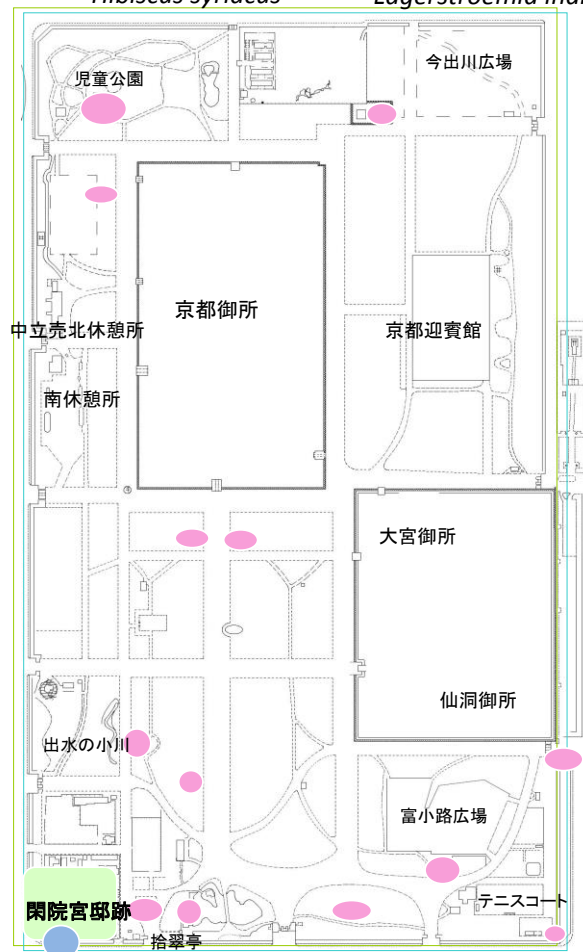 Hibiscus syriacus
児童公園
今出川広場
京都御所
中立売北休憩所
京都迎賓館
南休憩所
大宮御所
仙洞御所
出水の小川
富小路広場
閑院宮邸跡
テニスコート
拾翠亭